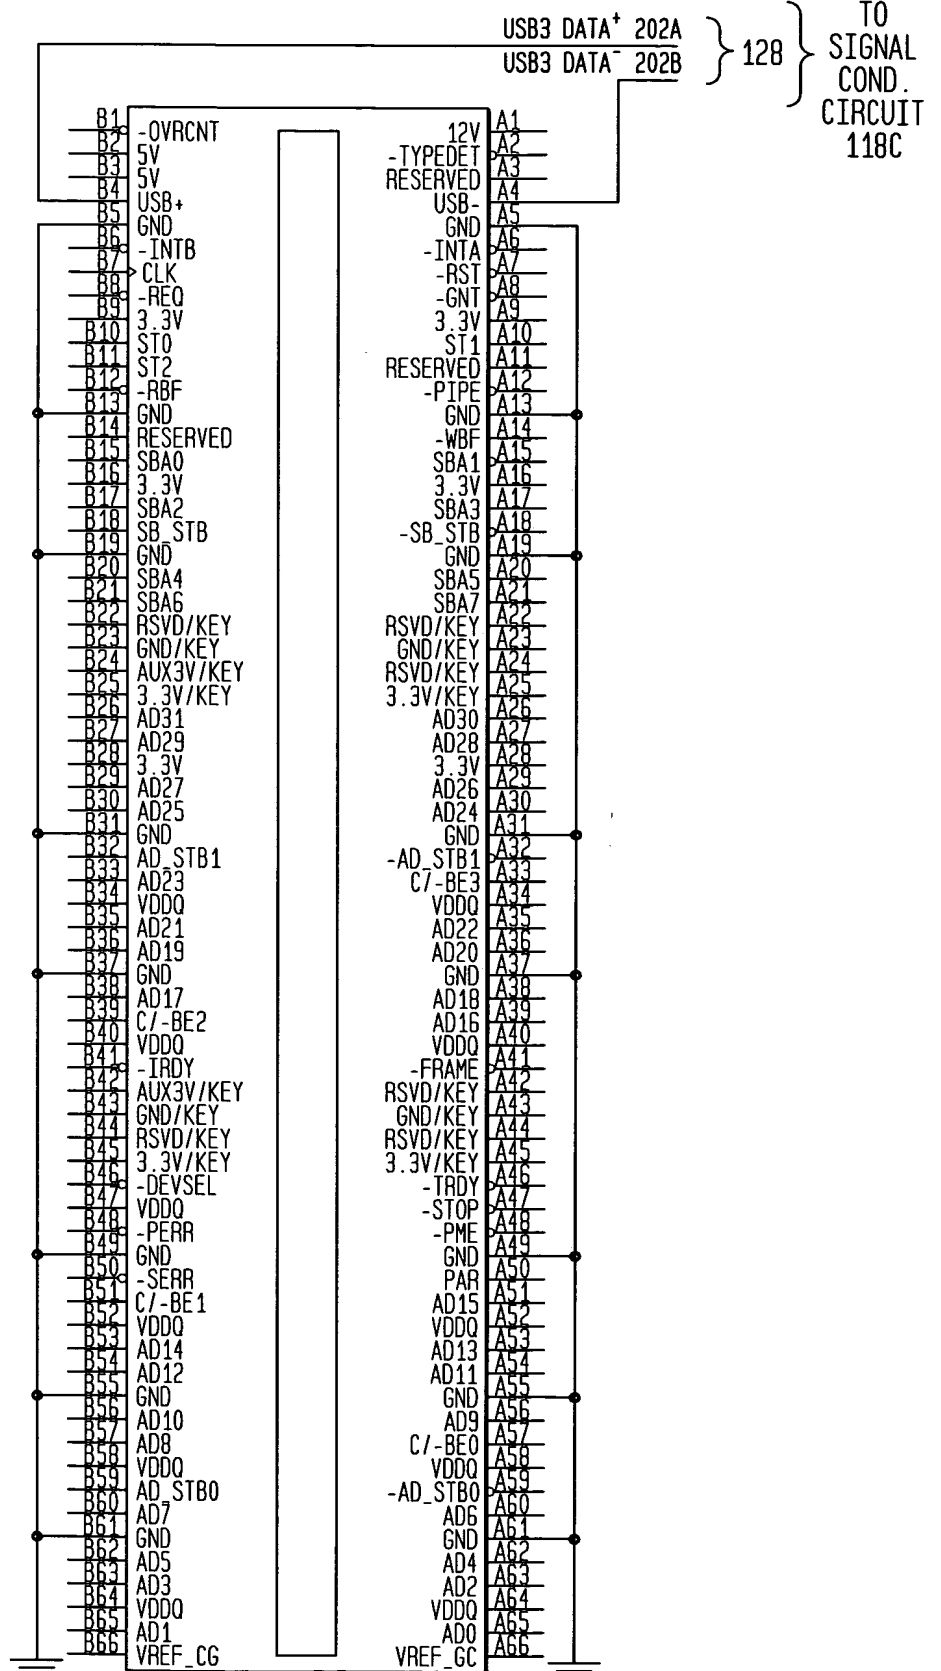 USB3 DATA+ 202A
USB3 DATA- 202B
128
TO
SIGNAL
COND.
CIRCUIT
118C
B1 -OVRCNT 12V A1
B2 5V -TYPEDET A2
B3 5V RESERVED A3
B4 USB+ USB- A4
B5 GND GND A5
B6 -INTB -INTA A6
B7 CLK -RST A7
B8 -REQ -GNT A8
B9 3.3V 3.3V A9
B10 ST0 ST1 A10
B11 ST2 RESERVED A11
B12 -RBF -PIPE A12
B13 GND GND A13
B14 RESERVED -WBF A14
B15 SBA0 SBA1 A15
B16 3.3V 3.3V A16
B17 SBA2 SBA3 A17
B18 SB_STB -SB_STB A18
B19 GND GND A19
B20 SBA4 SBA5 A20
B21 SBA6 SBA7 A21
B22 RSVD/KEY RSVD/KEY A22
B23 GND/KEY GND/KEY A23
B24 AUX3V/KEY RSVD/KEY A24
B25 3.3V/KEY 3.3V/KEY A25
B26 AD31 AD30 A26
B27 AD29 AD28 A27
B28 3.3V 3.3V A28
B29 AD27 AD26 A29
B30 AD25 AD24 A30
B31 GND GND A31
B32 AD_STB1 -AD_STB1 A32
B33 AD23 C/-BE3 A33
B34 VDDQ VDDQ A34
B35 AD21 AD22 A35
B36 AD19 AD20 A36
B37 GND GND A37
B38 AD17 AD18 A38
B39 C/-BE2 AD16 A39
B40 VDDQ VDDQ A40
B41 -IRDY -FRAME A41
B42 AUX3V/KEY RSVD/KEY A42
B43 GND/KEY GND/KEY A43
B44 RSVD/KEY RSVD/KEY A44
B45 3.3V/KEY 3.3V/KEY A45
B46 -DEVSEL -TRDY A46
B47 VDDQ -STOP A47
B48 -PERR -PME A48
B49 GND GND A49
B50 -SERR PAR A50
B51 C/-BE1 AD15 A51
B52 VDDQ VDDQ A52
B53 AD14 AD13 A53
B54 AD12 AD11 A54
B55 GND GND A55
B56 AD10 AD9 A56
B57 AD8 C/-BE0 A57
B58 VDDQ VDDQ A58
B59 AD_STB0 -AD_STB0 A59
B60 AD7 AD6 A60
B61 GND GND A61
B62 AD5 AD4 A62
B63 AD3 AD2 A63
B64 VDDQ VDDQ A64
B65 AD1 AD0 A65
B66 VREF_CG VREF_GC A66